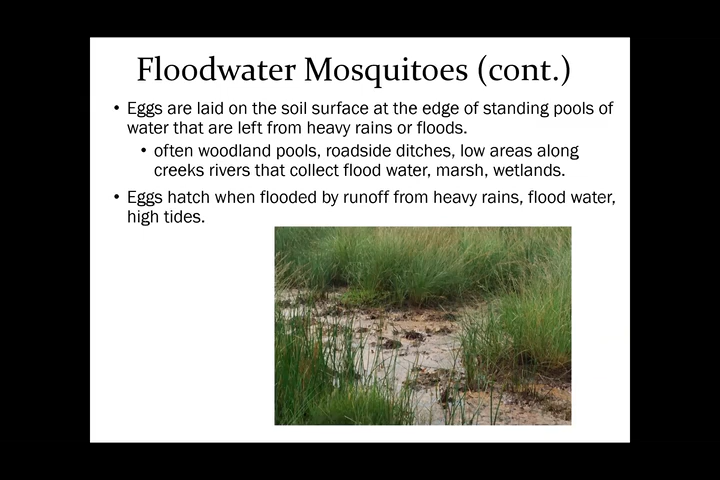 Floodwater Mosquitoes (cont.)
• Eggs are laid on the soil surface at the edge of standing pools of
water that are left from heavy rains or floods.
• often woodland pools, roadside ditches, low areas along
creeks rivers that collect flood water, marsh, wetlands.
• Eggs hatch when flooded by runoff from heavy rains, flood water,
high tides.